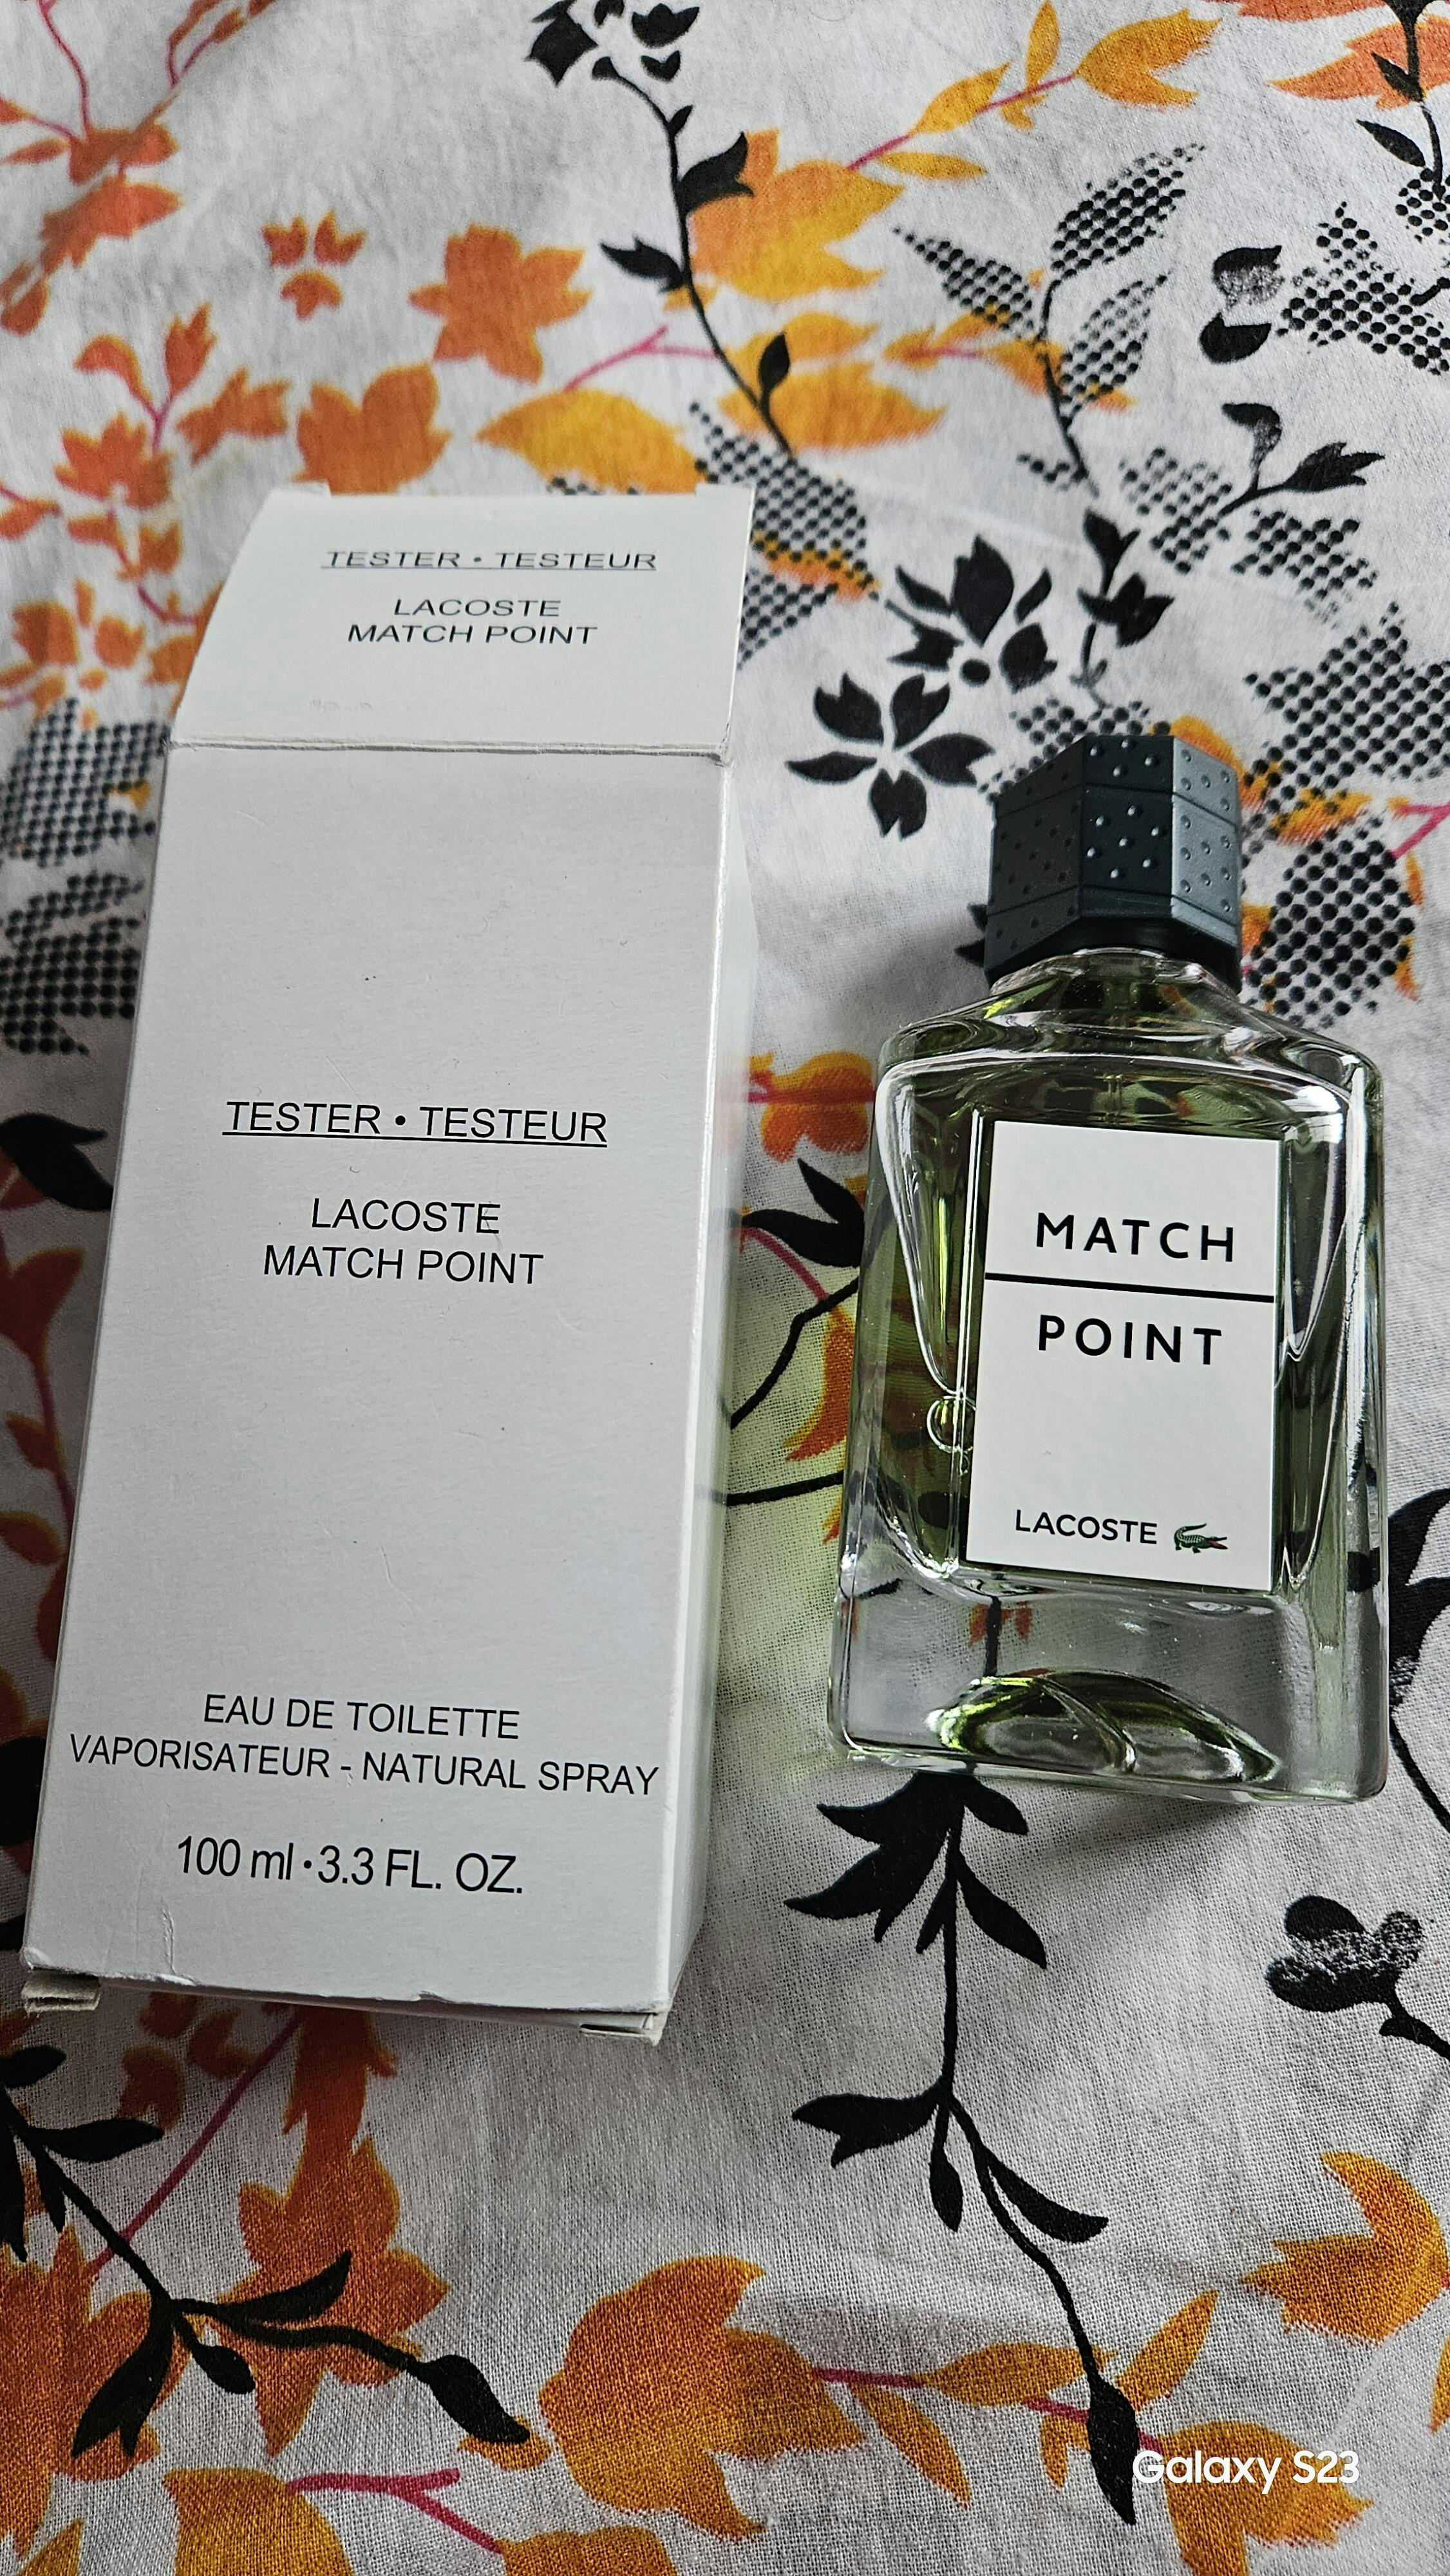 TESTER • TESTEUR
LACOSTE
MATCH POINT
TESTER • TESTEUR
LACOSTE
MATCH POINT
EAU DE TOILETTE
VAPORISATEUR - NATURAL SPRAY
100 ml • 3.3 FL. OZ.
MATCH
POINT
LACOSTE
Galaxy S23